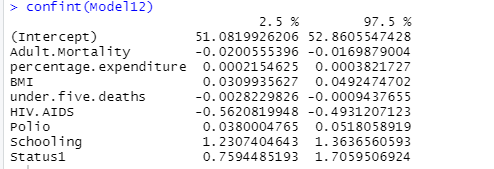 > confint(Model12)
2.5 % 97.5 %
(Intercept) 51.0819926206 52.8605547428
Adult.Mortality -0.0200555396 -0.0169879004
percentage.expenditure 0.0002154625 0.0003821727
BMI 0.0309935627 0.0492474702
under.five.deaths -0.0028229826 -0.0009437655
HIV.AIDS -0.5620819948 -0.4931207123
Polio 0.0380004765 0.0518058919
Schooling 1.2307404643 1.3636560593
Status1 0.7594485193 1.7059506924